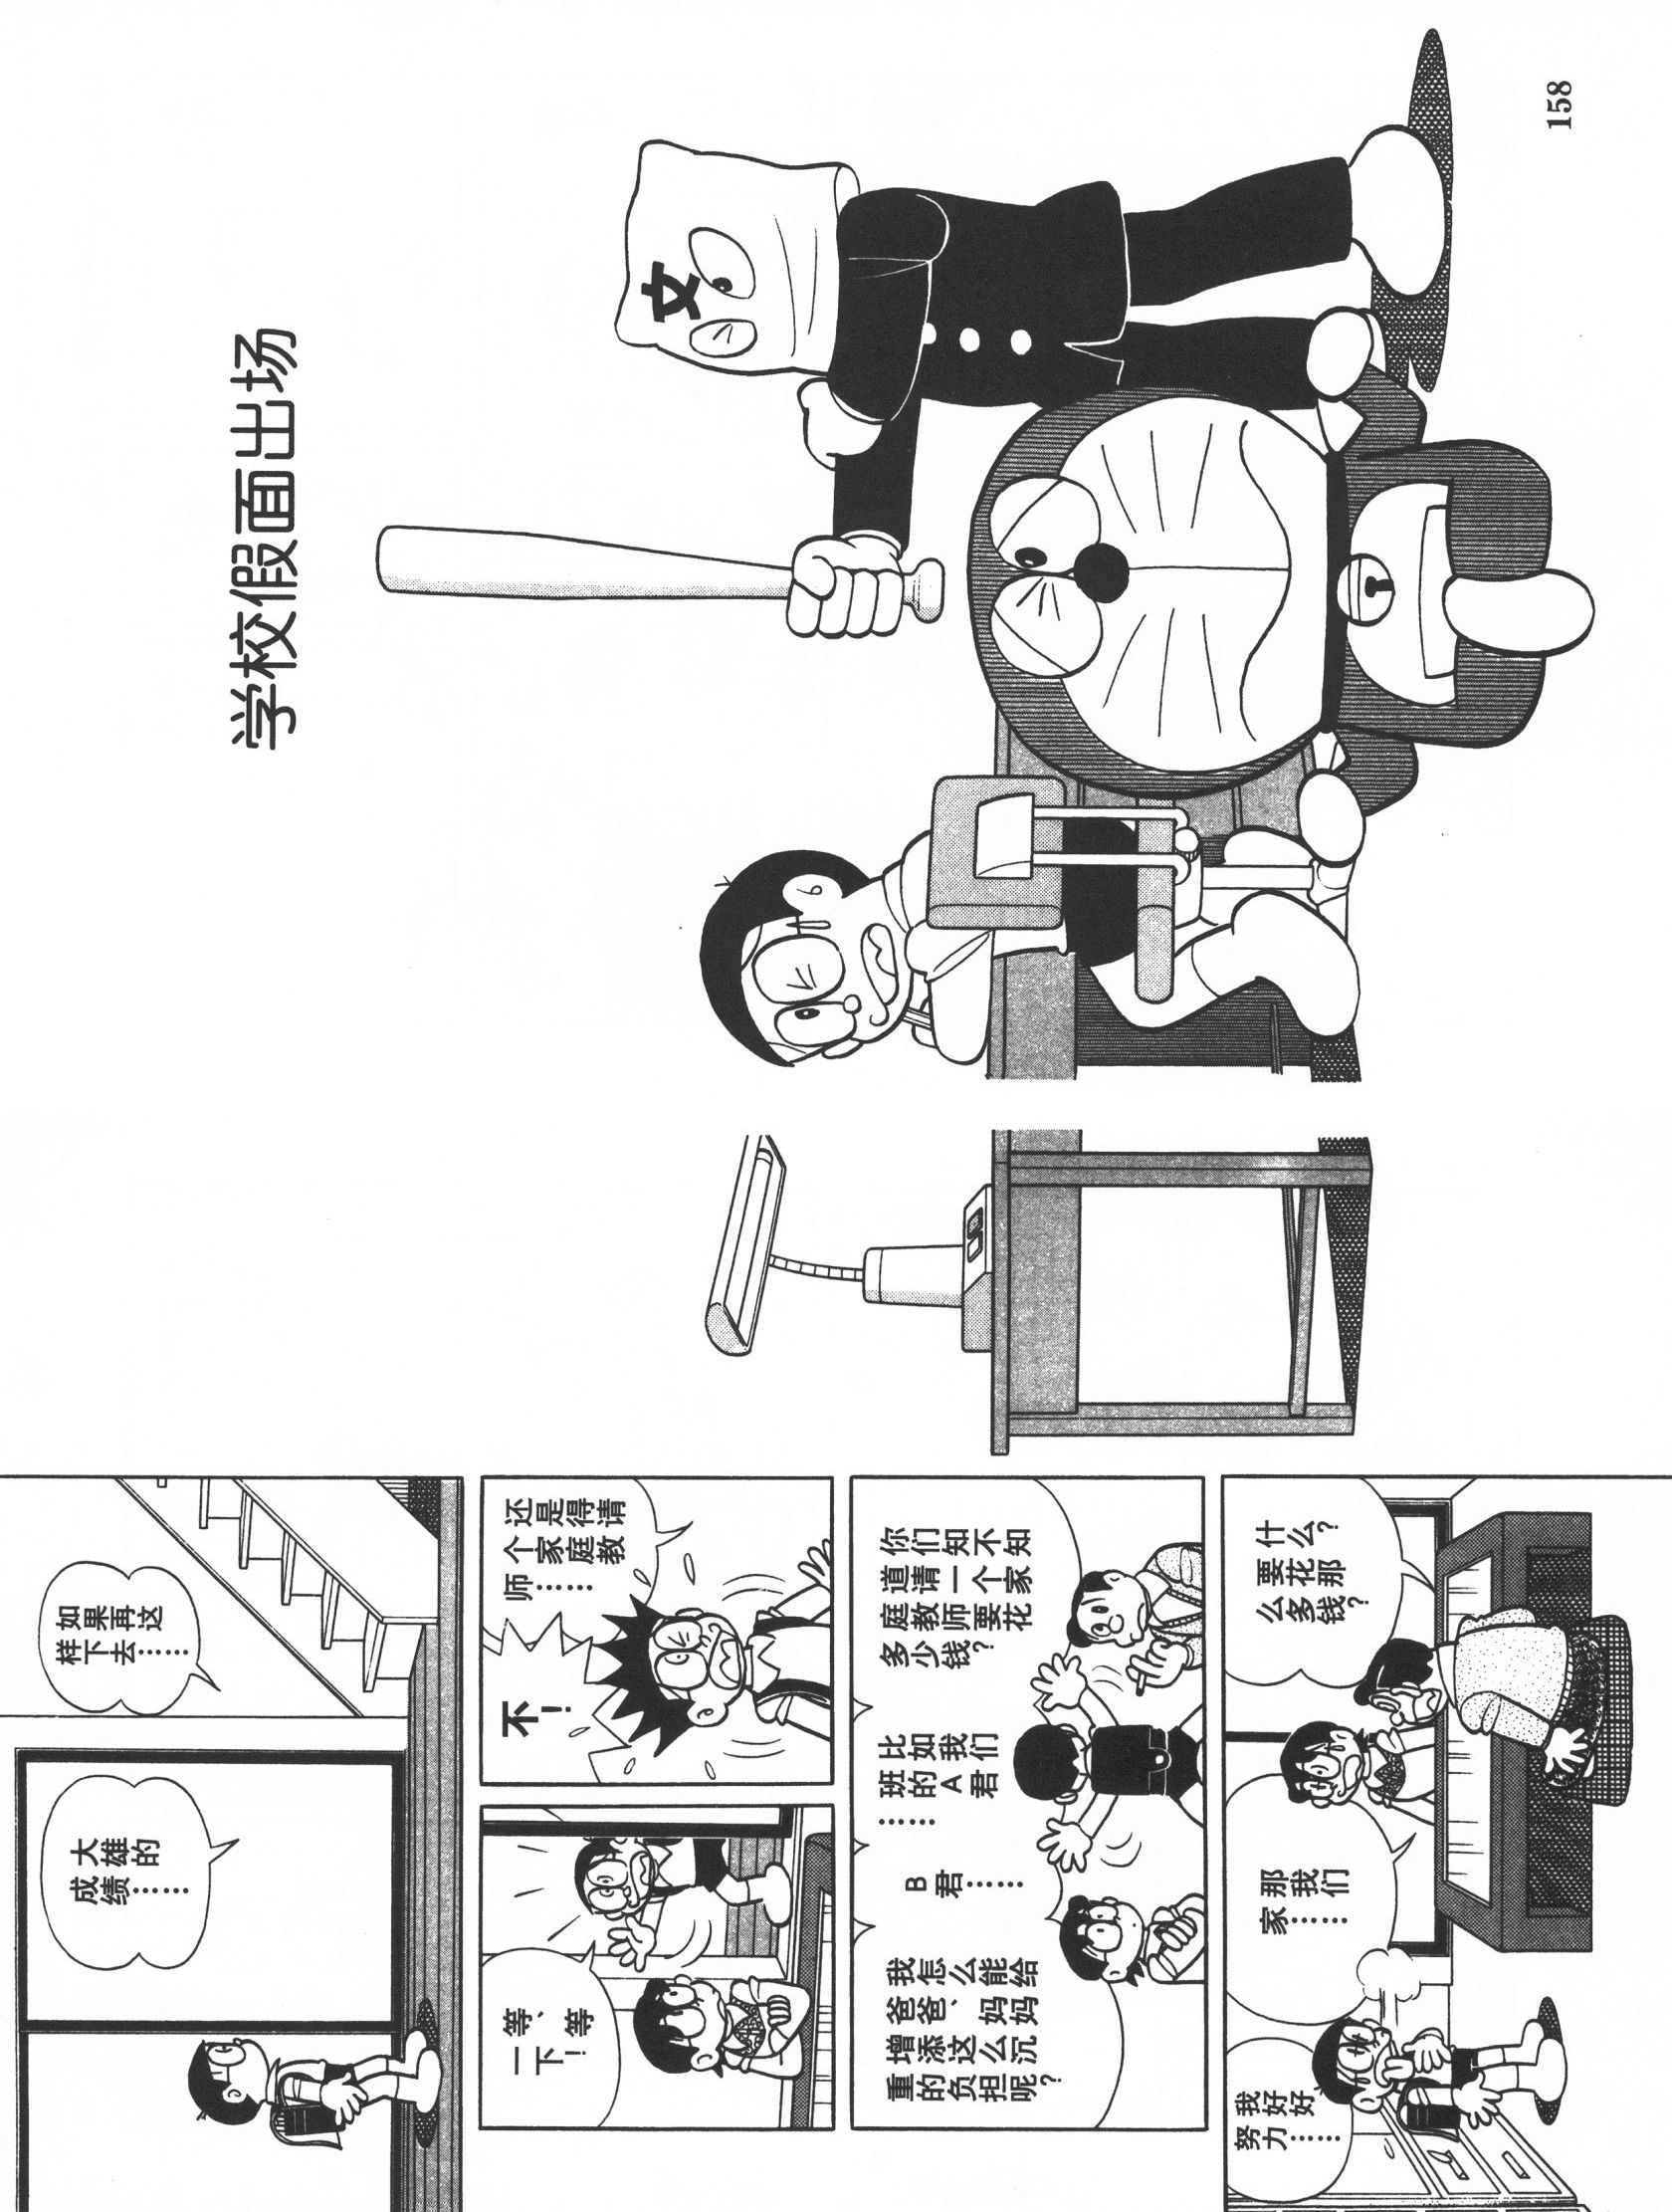 学校假面出场
文
158
如果再这
样下去……
大雄的
成绩……
还是得请
个家庭教
师……
不！
等、等
一下！
你们知不知
道请一个家
庭教师要花
多少钱？
比如我们
班的A君
……
B
君……
我怎么能给
爸爸、妈妈
增添这么沉
重的负担呢？
什么？
要花那
么多钱？
那我们
家……
我好好
努力……